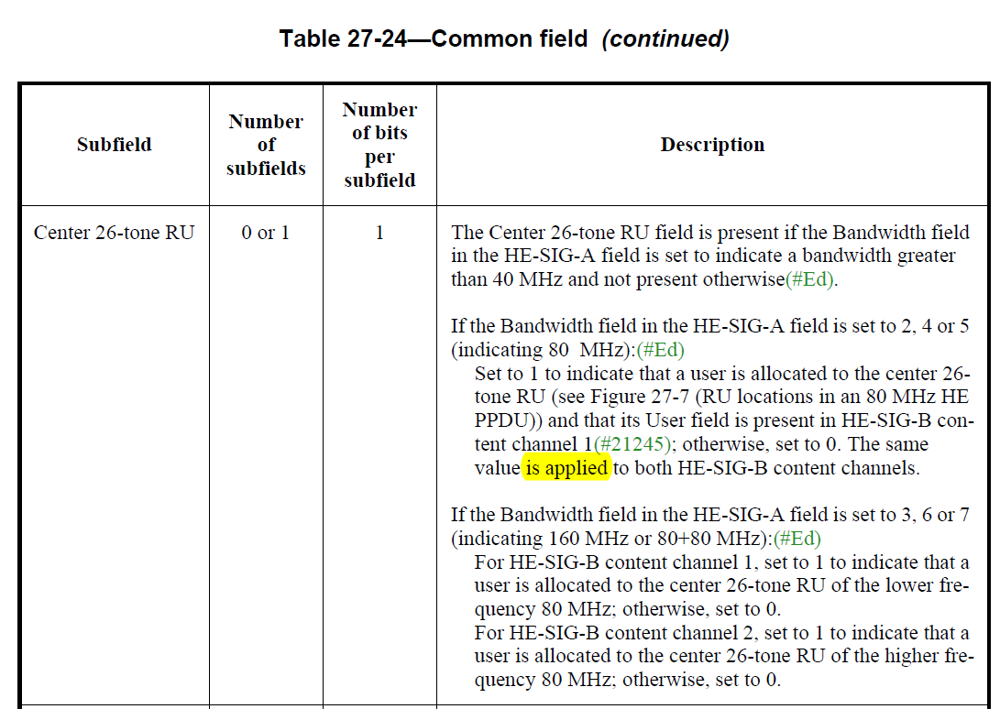 Table 27-24—Common field (continued)
Subfield
Number
of
subfields
Number
of bits
per
subfield
Description
Center 26-tone RU
0 or 1
1
The Center 26-tone RU field is present if the Bandwidth field
in the HE-SIG-A field is set to indicate a bandwidth greater
than 40 MHz and not present otherwise(#Ed).
If the Bandwidth field in the HE-SIG-A field is set to 2, 4 or 5
(indicating 80 MHz):(#Ed)
Set to 1 to indicate that a user is allocated to the center 26-
tone RU (see Figure 27-7 (RU locations in an 80 MHz HE
PPDU)) and that its User field is present in HE-SIG-B con-
tent channel 1(#21245); otherwise, set to 0. The same
value is applied to both HE-SIG-B content channels.
If the Bandwidth field in the HE-SIG-A field is set to 3, 6 or 7
(indicating 160 MHz or 80+80 MHz):(#Ed)
For HE-SIG-B content channel 1, set to 1 to indicate that a
user is allocated to the center 26-tone RU of the lower fre-
quency 80 MHz; otherwise, set to 0.
For HE-SIG-B content channel 2, set to 1 to indicate that a
user is allocated to the center 26-tone RU of the higher fre-
quency 80 MHz; otherwise, set to 0.